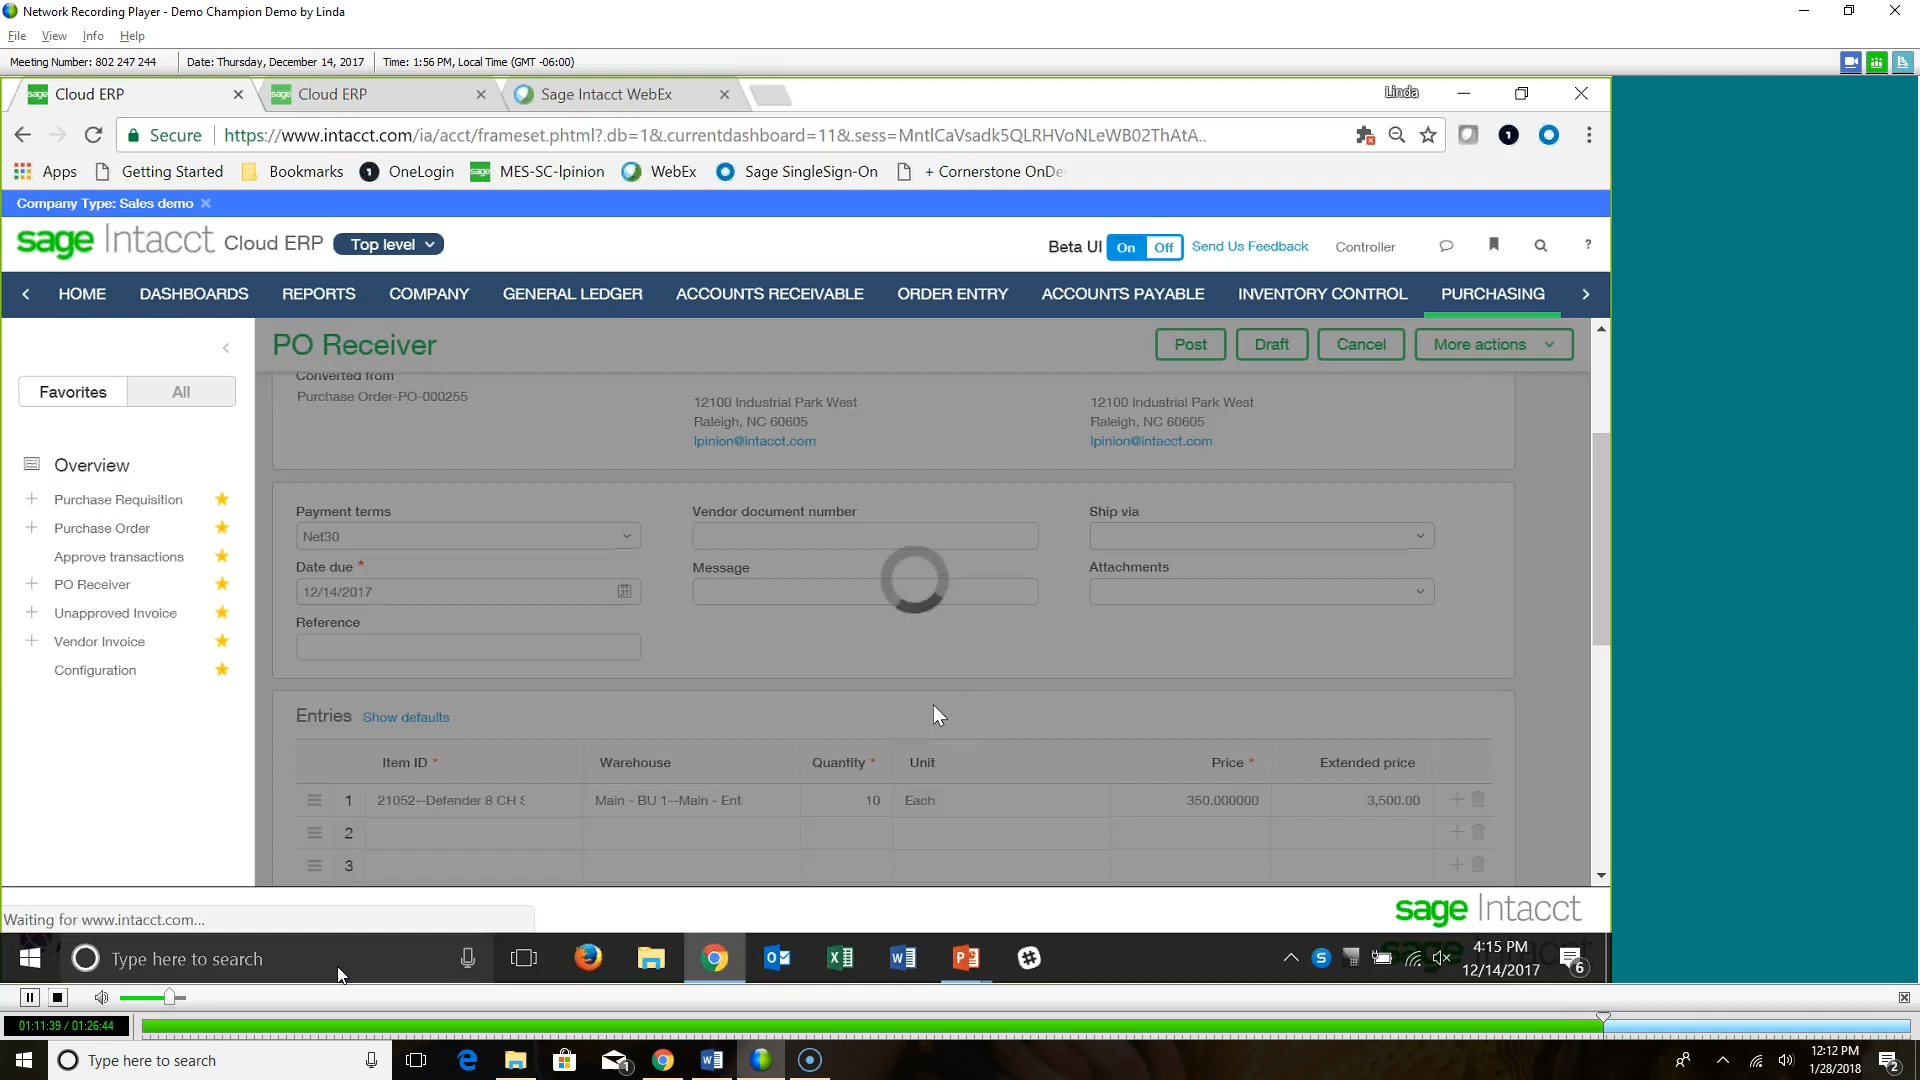 Network Recording Player - Demo Champion Demo by Linda
File View Info Help
Meeting Number: 802 247 244 Date: Thursday, December 14, 2017 Time: 1:56 PM, Local Time (GMT -06:00)
sage Cloud ERP sage Cloud ERP Sage Intacct WebEx Linda
Secure https://www.intacct.com/ia/acct/frameset.phtml?.db=1&.currentdashboard=11&.sess=MntlCaVsadk5QLRHVoNLeWB02ThAtA..
Apps Getting Started Bookmarks 1 OneLogin sage MES-SC-lpinion WebEx Sage SingleSign-On + Cornerstone OnDe
Company Type: Sales demo
sage Intacct Cloud ERP Top level Beta UI On Off Send Us Feedback Controller ?
HOME DASHBOARDS REPORTS COMPANY GENERAL LEDGER ACCOUNTS RECEIVABLE ORDER ENTRY ACCOUNTS PAYABLE INVENTORY CONTROL PURCHASING
PO Receiver Post Draft Cancel More actions
Favorites All
Overview
Purchase Requisition
Purchase Order
Approve transactions
PO Receiver
Unapproved Invoice
Vendor Invoice
Configuration
Converted from
Purchase Order-PO-000255
12100 Industrial Park West
Raleigh, NC 60605
lpinion@intacct.com
12100 Industrial Park West
Raleigh, NC 60605
lpinion@intacct.com
Payment terms Vendor document number Ship via
Net30
Date due * Message Attachments
12/14/2017
Reference
Entries Show defaults
Item ID * Warehouse Quantity * Unit Price * Extended price
1 21052--Defender 8 CH S Main - BU 1--Main - Ent 10 Each 350.000000 3,500.00
2
3
sage Intacct
Waiting for www.intacct.com...
Type here to search 4:15 PM
12/14/2017 6
01:11:39 / 01:26:44
Type here to search 1 12:12 PM
1/28/2018 2